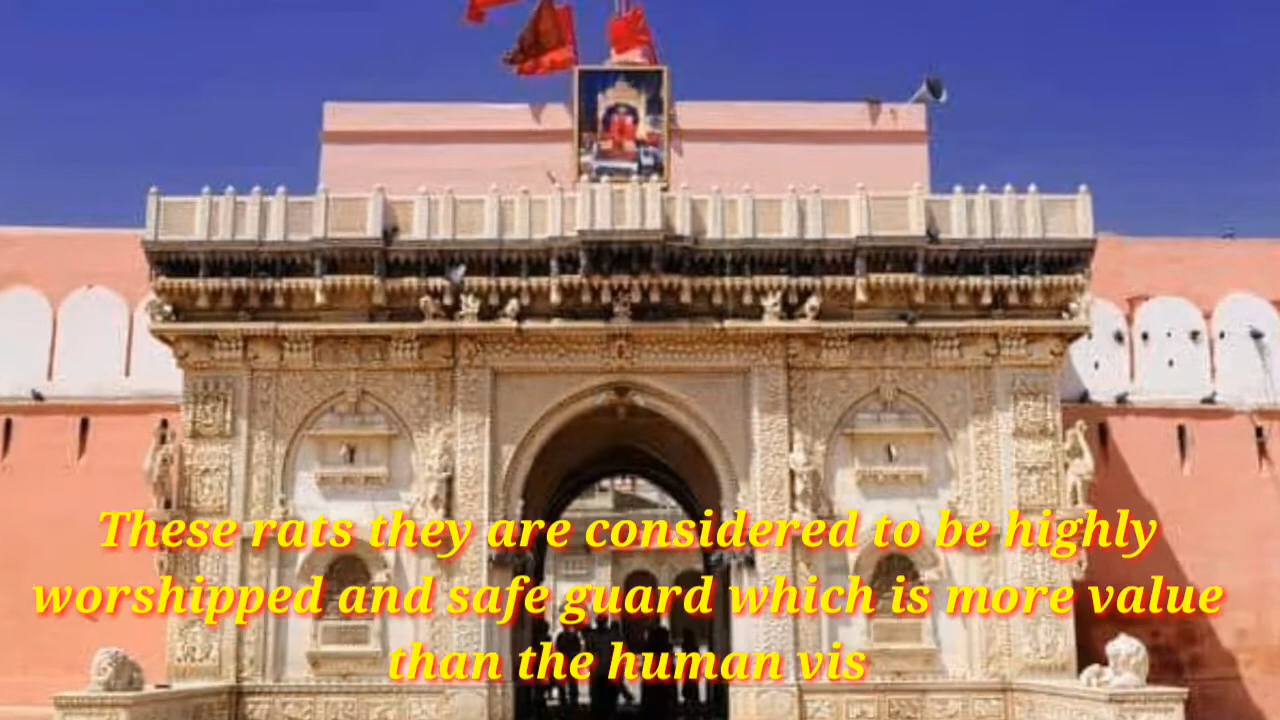 These rats they are considered to be highly
worshipped and safe guard which is more value
than the human vis